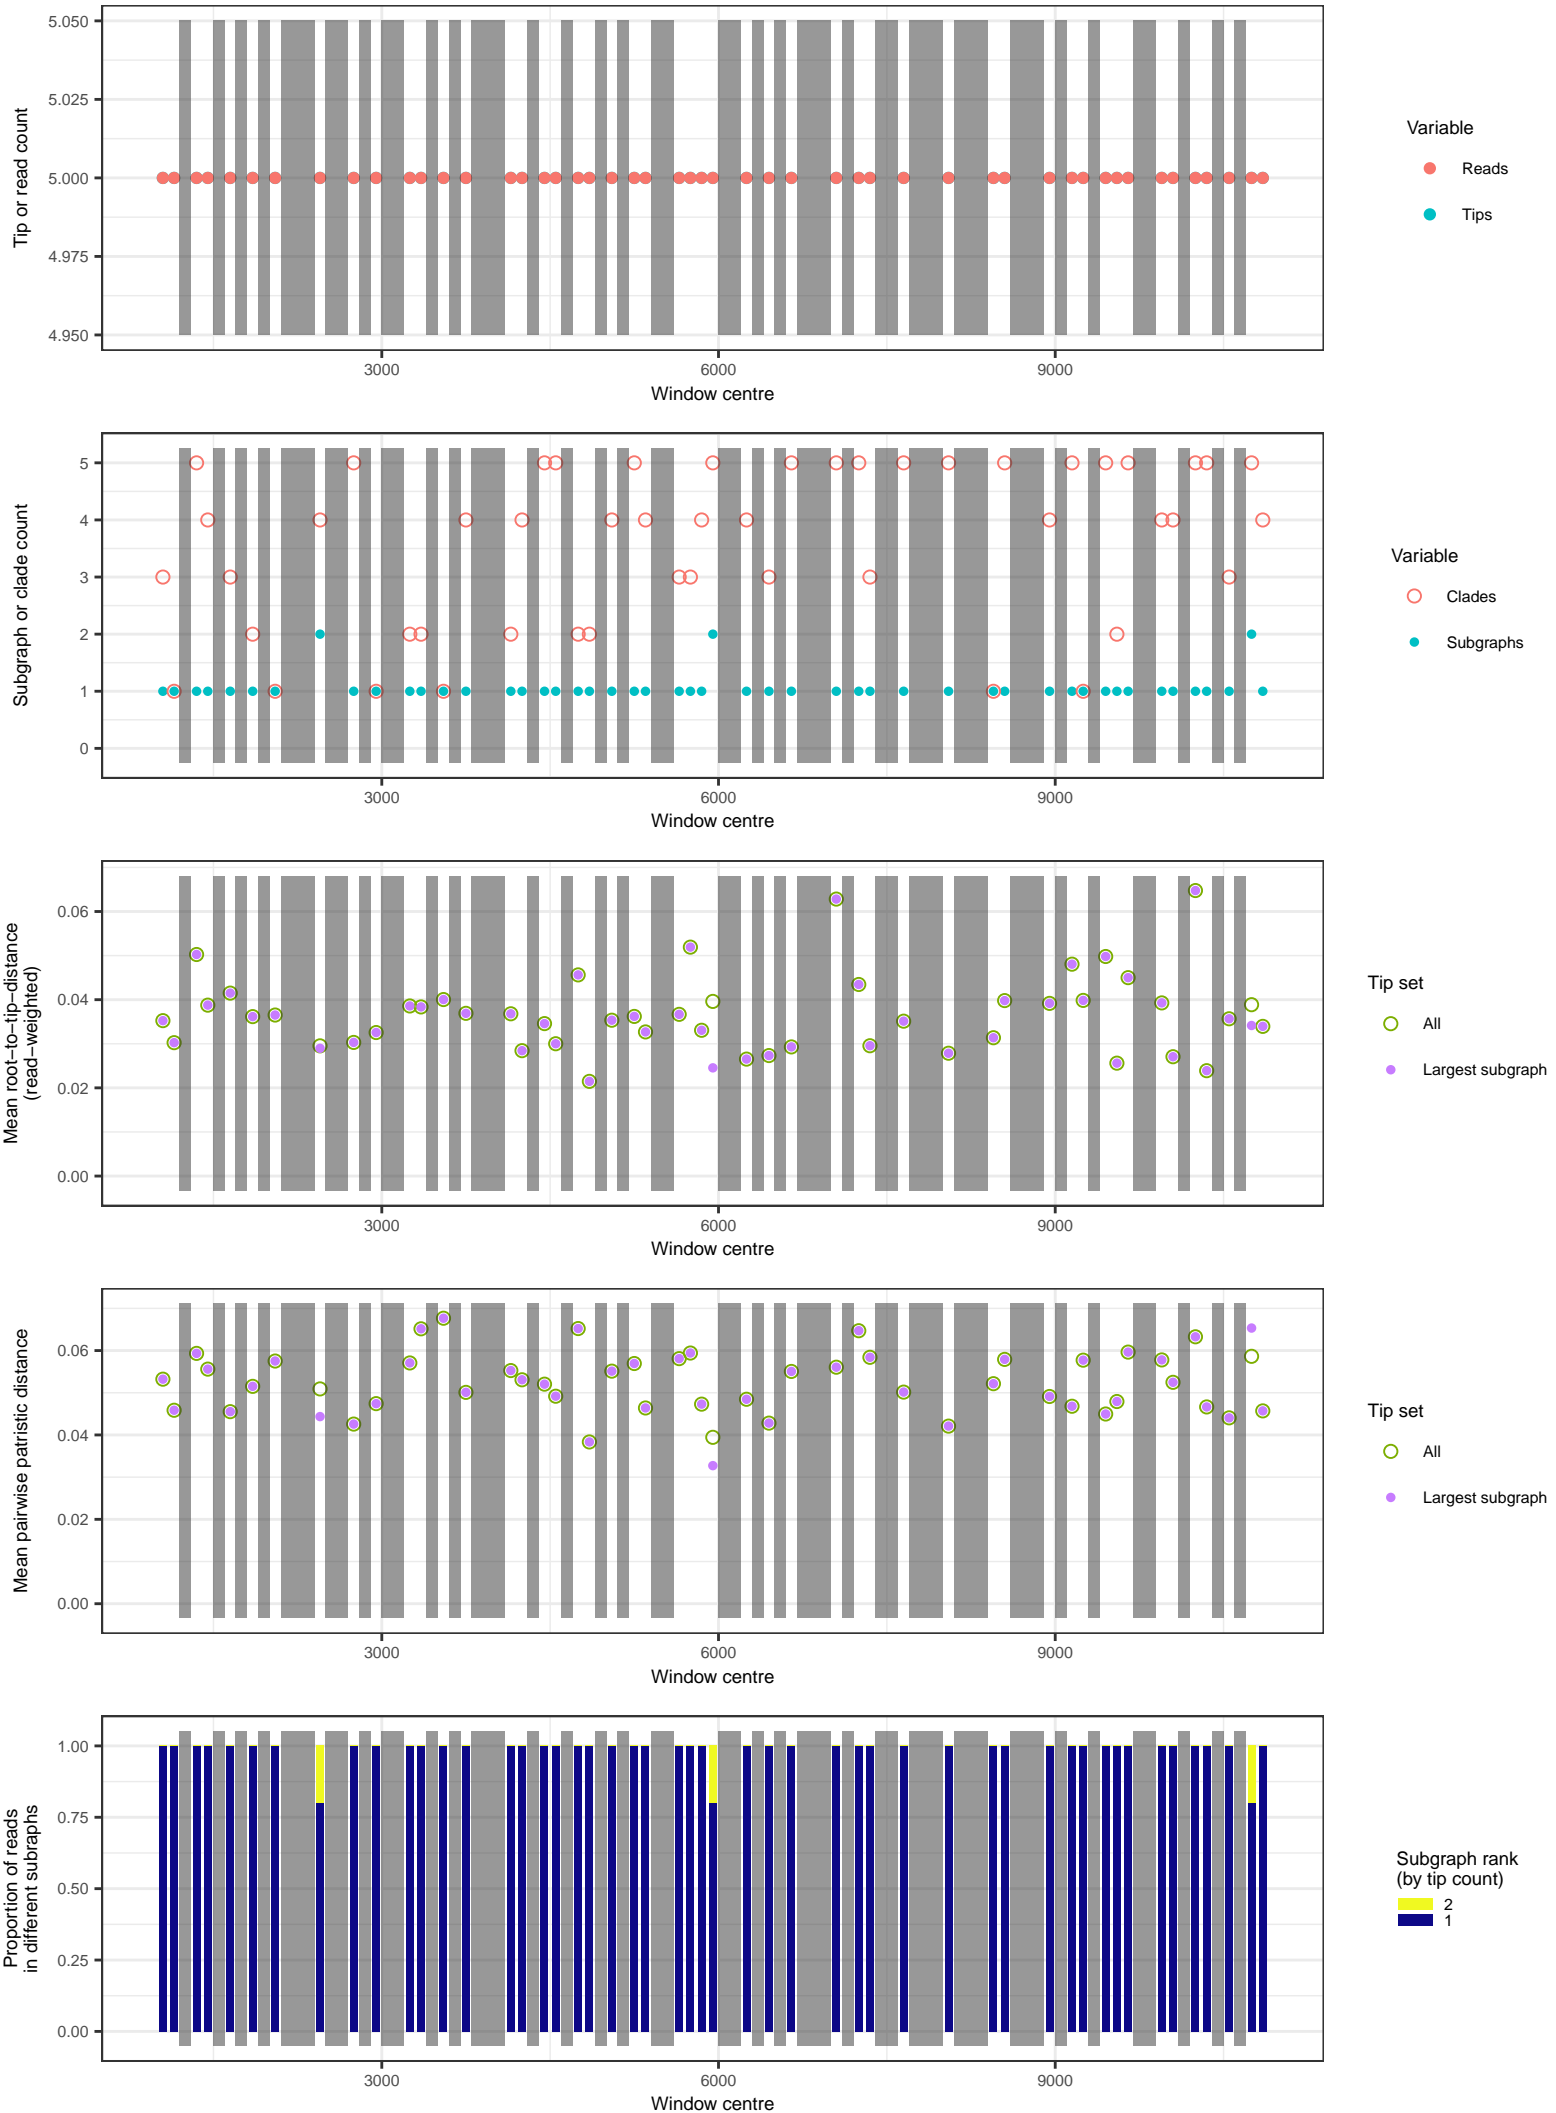 5.050
5.025
5.000
4.975
4.950
Tip or read count
3000 6000 9000
Window centre
Variable
Reads
Tips
5
4
3
2
1
0
Subgraph or clade count
3000 6000 9000
Window centre
Variable
Clades
Subgraphs
0.06
0.04
0.02
0.00
Mean root−to−tip−distance
(read−weighted)
3000 6000 9000
Window centre
Tip set
All
Largest subgraph
0.06
0.04
0.02
0.00
Mean pairwise patristic distance
3000 6000 9000
Window centre
Tip set
All
Largest subgraph
1.00
0.75
0.50
0.25
0.00
Proportion of reads
in different subraphs
3000 6000 9000
Window centre
Subgraph rank
(by tip count)
2
1